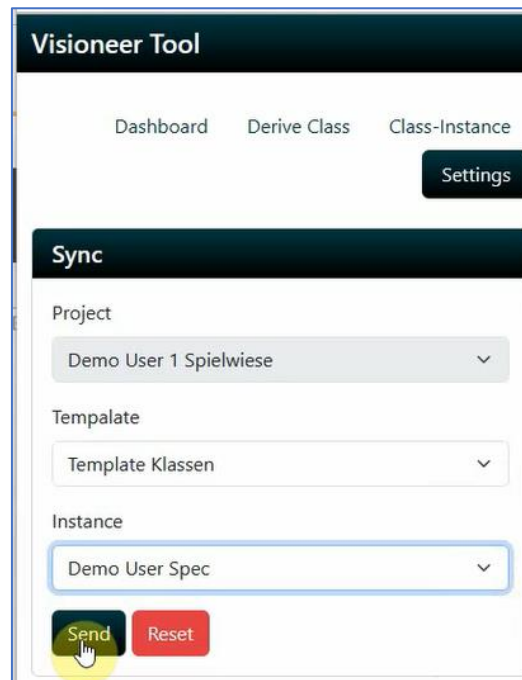 Visioneer Tool
Dashboard Derive Class Class-Instance
Settings
Sync
Project
Demo User 1 Spielwiese
Tempalate
Template Klassen
Instance
Demo User Spec
Send Reset